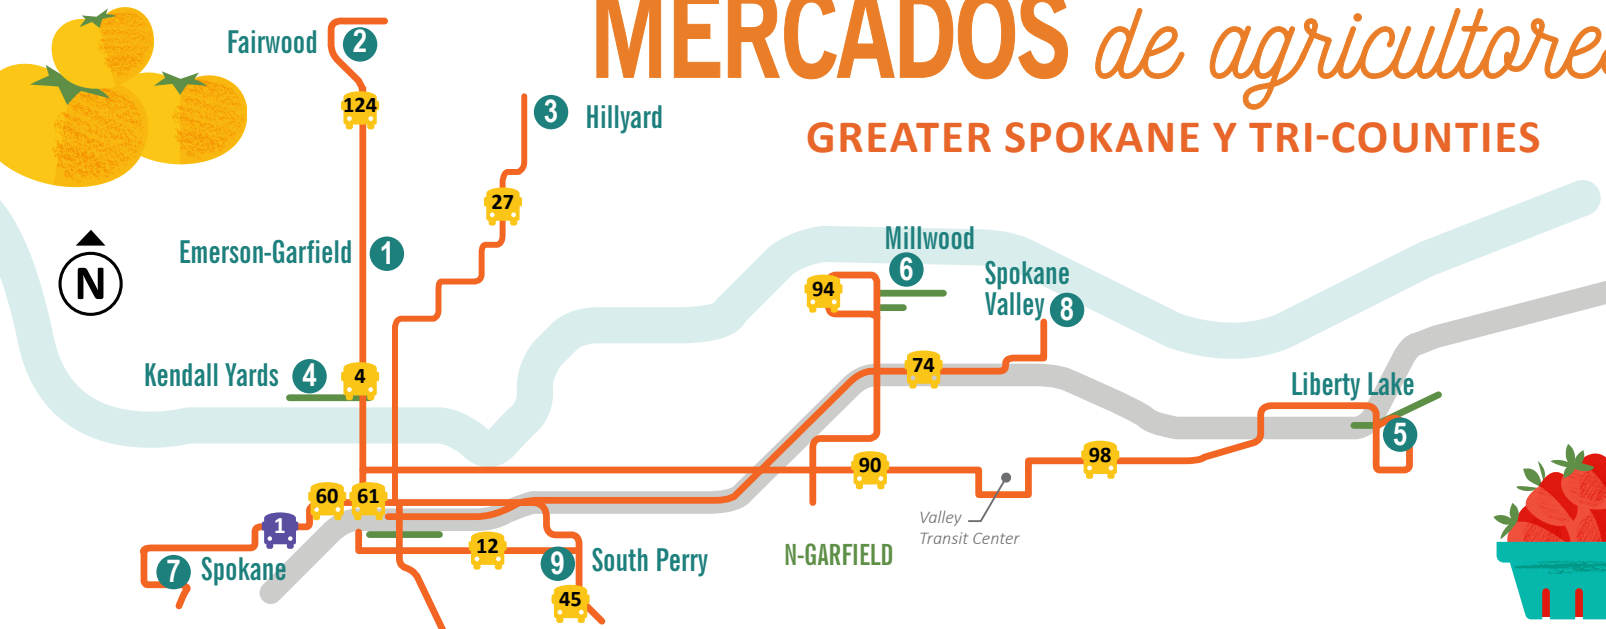 MERCADOS de agricultores
GREATER SPOKANE Y TRI-COUNTIES
Fairwood 2
124
3 Hillyard
27
Emerson-Garfield 1
N
Millwood
6
94
Spokane
Valley 8
74
Kendall Yards 4
4
Liberty Lake
5
90
98
Valley
Transit Center
60
61
1
12
N-GARFIELD
7 Spokane
9 South Perry
45